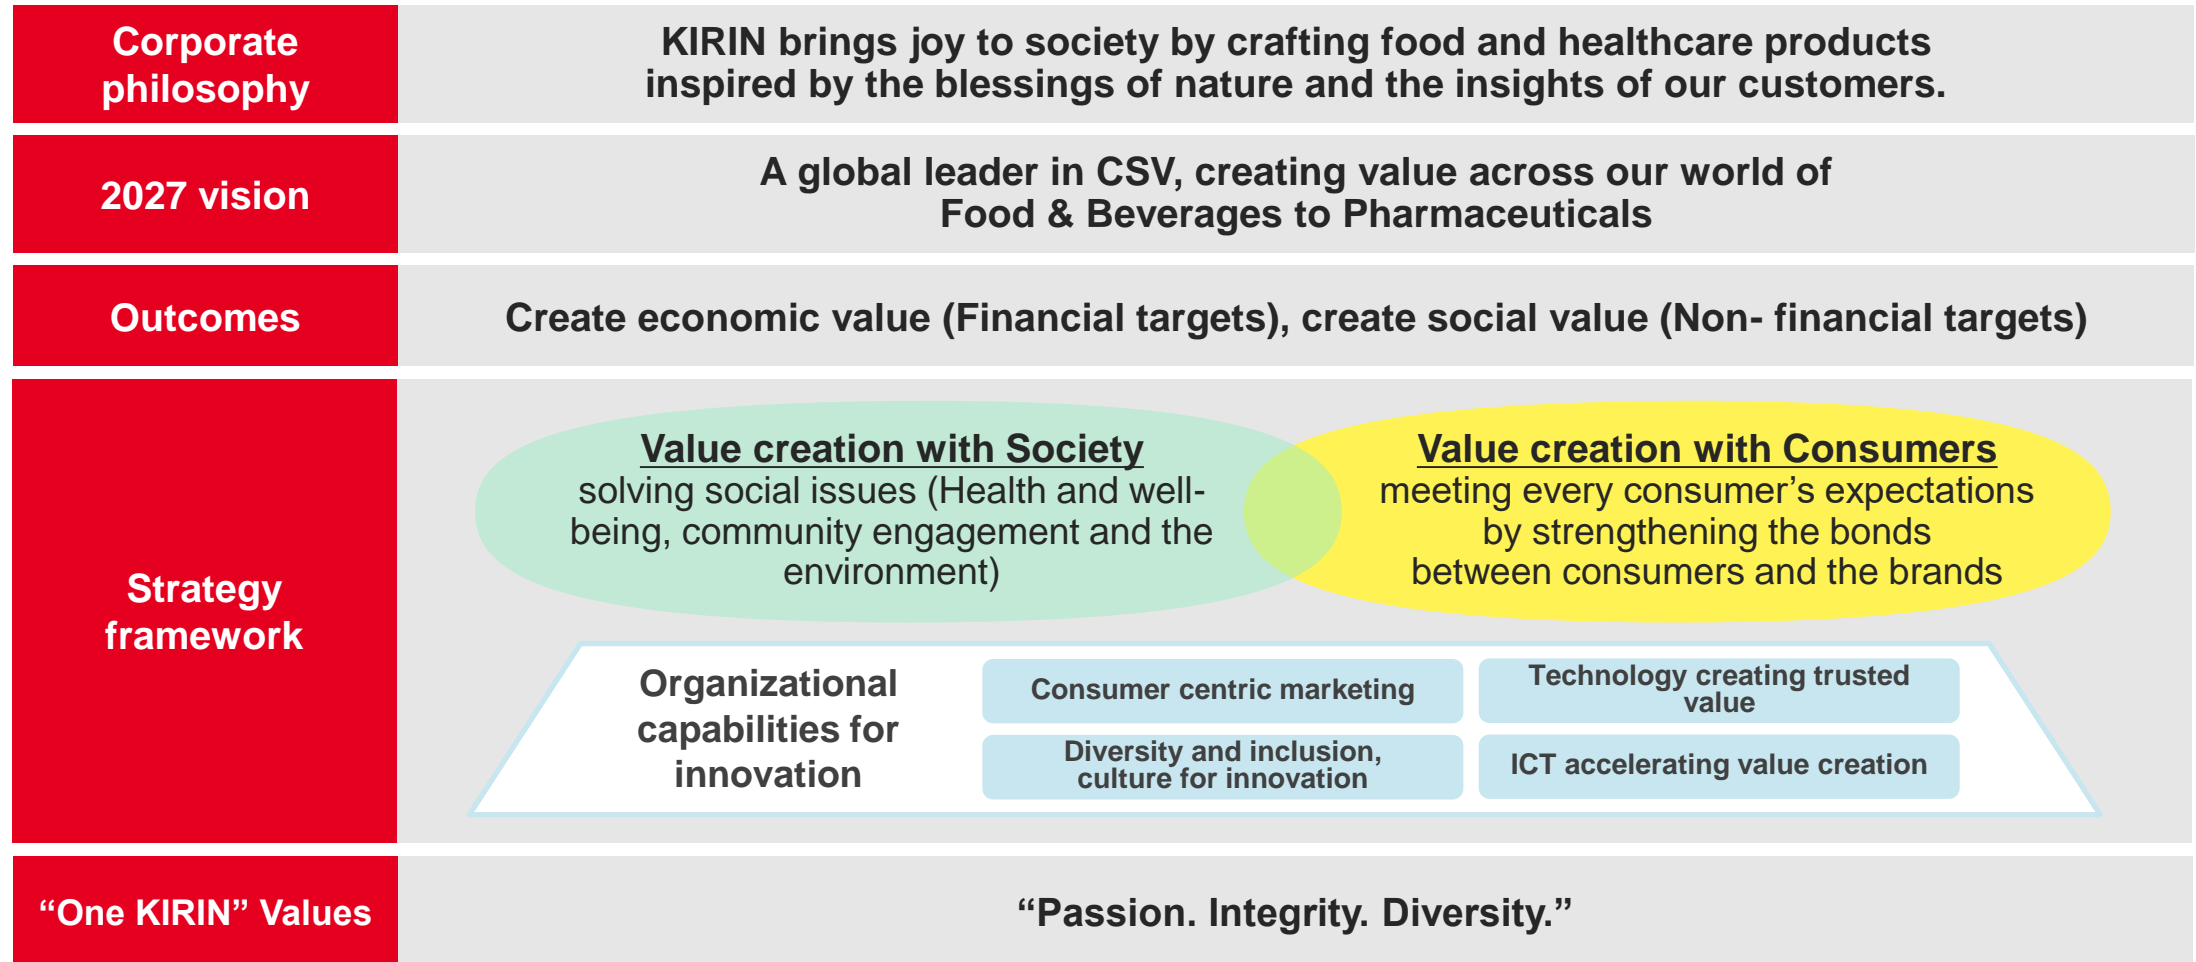 Corporate
philosophy
KIRIN brings joy to society by crafting food and healthcare products
inspired by the blessings of nature and the insights of our customers.
2027 vision
A global leader in CSV, creating value across our world of
Food & Beverages to Pharmaceuticals
Outcomes
Create economic value (Financial targets), create social value (Non- financial targets)
Strategy
framework
Value creation with Society
solving social issues (Health and well-
being, community engagement and the
environment)
Value creation with Consumers
meeting every consumer’s expectations
by strengthening the bonds
between consumers and the brands
Organizational
capabilities for
innovation
Consumer centric marketing
Technology creating trusted
value
Diversity and inclusion,
culture for innovation
ICT accelerating value creation
“One KIRIN” Values
“Passion. Integrity. Diversity.”